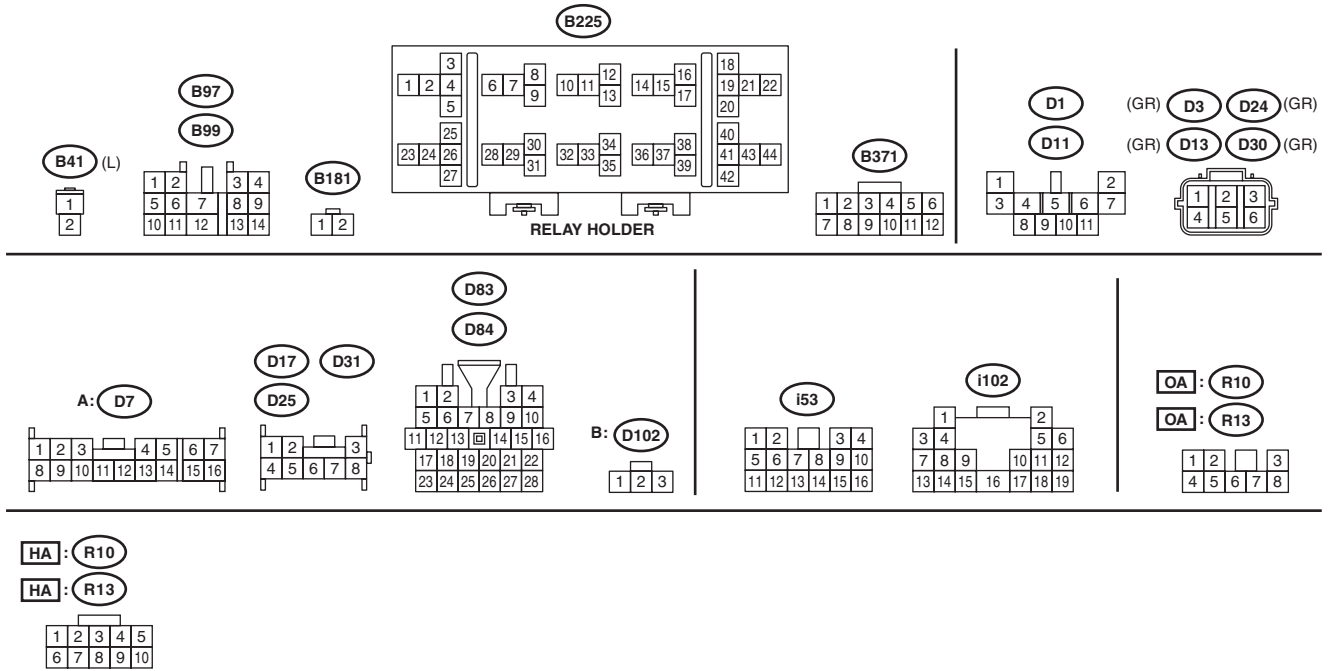 B225
3
18
1 2 4
6 7 8
10 11 12
14 15 16
19 21 22
9
13
17
5
20
25
40
23 24 26
28 29 30
32 33 34
36 37 38
41 43 44
31
35
39
27
42
RELAY HOLDER
B97
B99
1 2 3 4
5 6 7 8 9
10 11 12 13 14
B41 (L)
1
2
B181
1 2
B371
1 2 3 4 5 6
7 8 9 10 11 12
D1
D11
1 2
3 4 5 6 7
8 9 10 11
(GR) D3 D24 (GR)
(GR) D13 D30 (GR)
1 2 3
4 5 6
A: D7
1 2 3 4 5 6 7
8 9 10 11 12 13 14 15 16
D17 D31
D25
1 2 3
4 5 6 7 8
D83
D84
1 2 3 4
5 6 7 8 9 10
11 12 13 14 15 16
17 18 19 20 21 22
23 24 25 26 27 28
B: D102
1 2 3
i53
1 2 3 4
5 6 7 8 9 10
11 12 13 14 15 16
i102
1 2
3 4 5 6
7 8 9 10 11 12
13 14 15 16 17 18 19
OA : R10
OA : R13
1 2 3
4 5 6 7 8
HA : R10
HA : R13
1 2 3 4 5
6 7 8 9 10